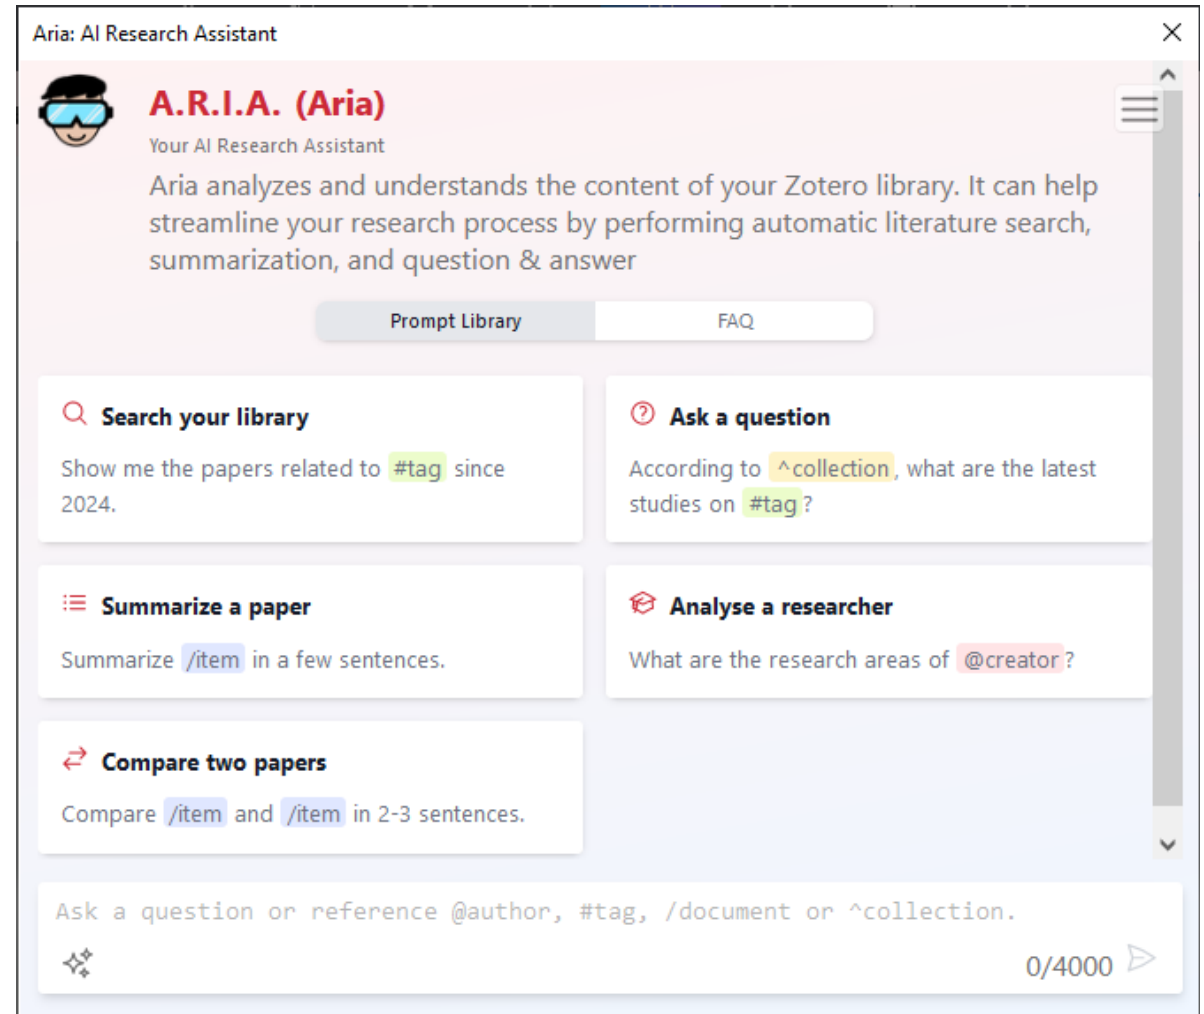 Aria: AI Research Assistant
A.R.I.A. (Aria)
Your AI Research Assistant
Aria analyzes and understands the content of your Zotero library. It can help
streamline your research process by performing automatic literature search,
summarization, and question & answer
Prompt Library
FAQ
Search your library
Show me the papers related to #tag since
2024.
Ask a question
According to ^collection, what are the latest
studies on #tag?
Summarize a paper
Summarize /item in a few sentences.
Analyse a researcher
What are the research areas of @creator?
Compare two papers
Compare /item and /item in 2-3 sentences.
Ask a question or reference @author, #tag, /document or ^collection.
0/4000